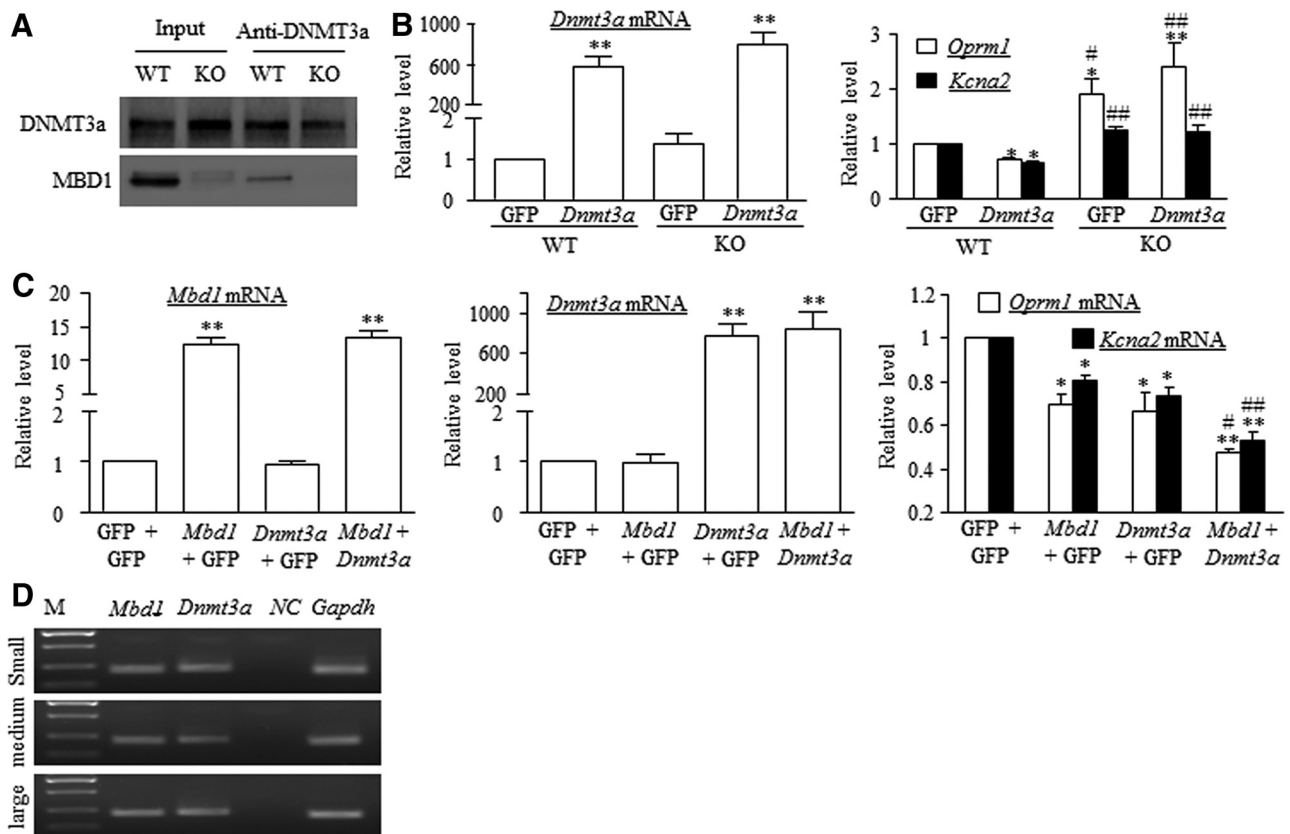 A
Input Anti-DNMT3a
WT KO WT KO
DNMT3a
MBD1
B
Dnmt3a mRNA
Relative level
1000
600
200
2
1
0
** **
GFP Dnmt3a GFP Dnmt3a
WT KO
Relative level
3
2
1
0
Oprm1
Kcna2
* * # * ## ## ** ##
GFP Dnmt3a GFP Dnmt3a
WT KO
C
Mbd1 mRNA
Relative level
20
15
10
5
2
1
0
** **
GFP + GFP
Mbd1 + GFP
Dnmt3a + GFP
Mbd1 + Dnmt3a
Dnmt3a mRNA
Relative level
1000
600
200
2
1
0
** **
GFP + GFP
Mbd1 + GFP
Dnmt3a + GFP
Mbd1 + Dnmt3a
Relative level
1.2
1
0.8
0.6
0.4
0.2
Oprm1 mRNA
Kcna2 mRNA
* * * * # ** ## **
GFP + GFP
Mbd1 + GFP
Dnmt3a + GFP
Mbd1 + Dnmt3a
D
M Mbd1 Dnmt3a NC Gapdh
Small
medium
large